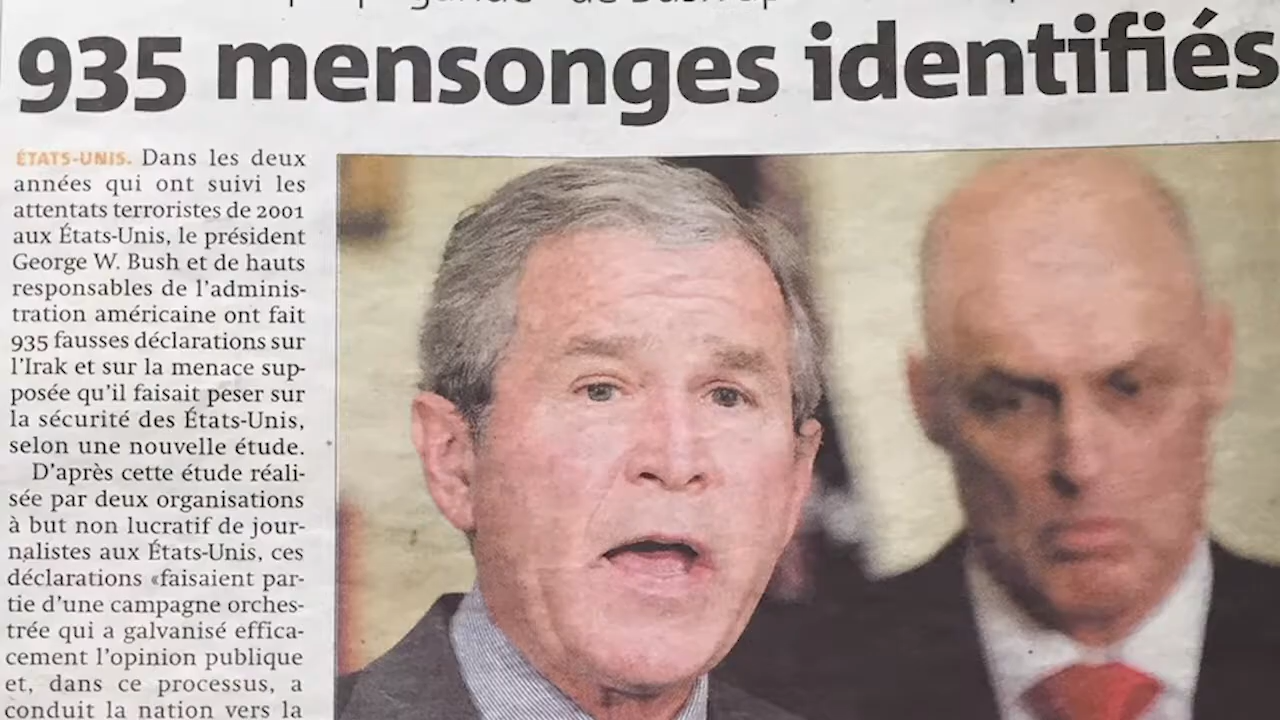 935 mensonges identifiés
ÉTATS-UNIS. Dans les deux
années qui ont suivi les
attentats terroristes de 2001
aux États-Unis, le président
George W. Bush et de hauts
responsables de l'adminis-
tration américaine ont fait
935 fausses déclarations sur
l'Irak et sur la menace sup-
posée qu'il faisait peser sur
la sécurité des États-Unis,
selon une nouvelle étude.
D'après cette étude réali-
sée par deux organisations
à but non lucratif de jour-
nalistes aux États-Unis, ces
déclarations «faisaient par-
tie d'une campagne orches-
trée qui a galvanisé effica-
cement l'opinion publique
et, dans ce processus, a
conduit la nation vers la